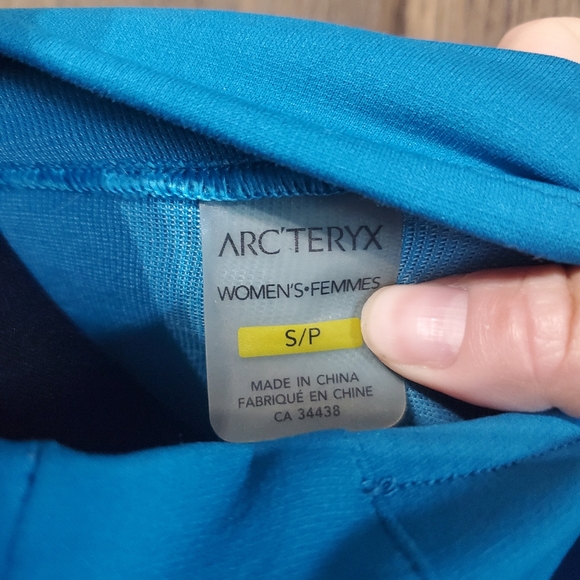 ARC'TERYX
WOMEN'S•FEMMES
S/P
MADE IN CHINA
FABRIQUÉ EN CHINE
CA 34438